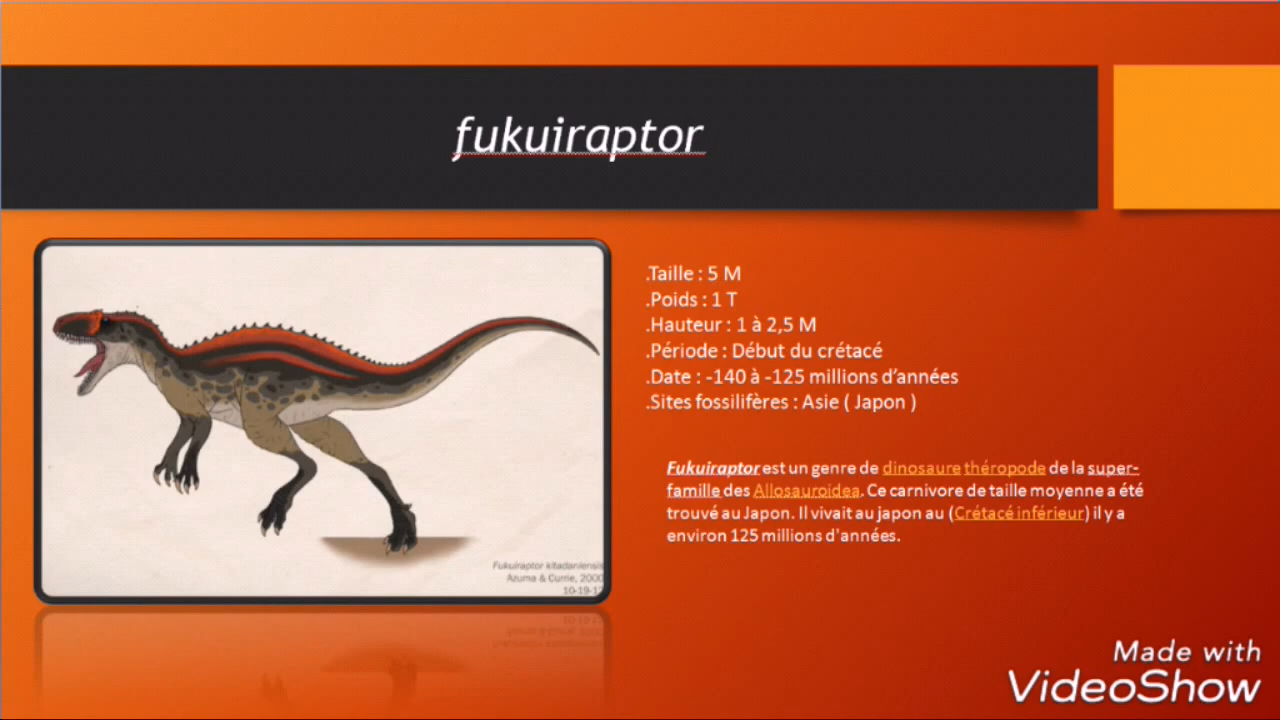 fukuiraptor
.Taille : 5 M
.Poids : 1 T
.Hauteur : 1 à 2,5 M
.Période : Début du crétacé
.Date : -140 à -125 millions d’années
.Sites fossilifères : Asie ( Japon )
Fukuiraptor est un genre de dinosaure théropode de la super-
famille des Allosauroidea. Ce carnivore de taille moyenne a été
trouvé au Japon. Il vivait au japon au (Crétacé inférieur) il y a
environ 125 millions d'années.
Fukuiraptor kitadaniensis
Azuma & Currie, 2000
Made with
VideoShow